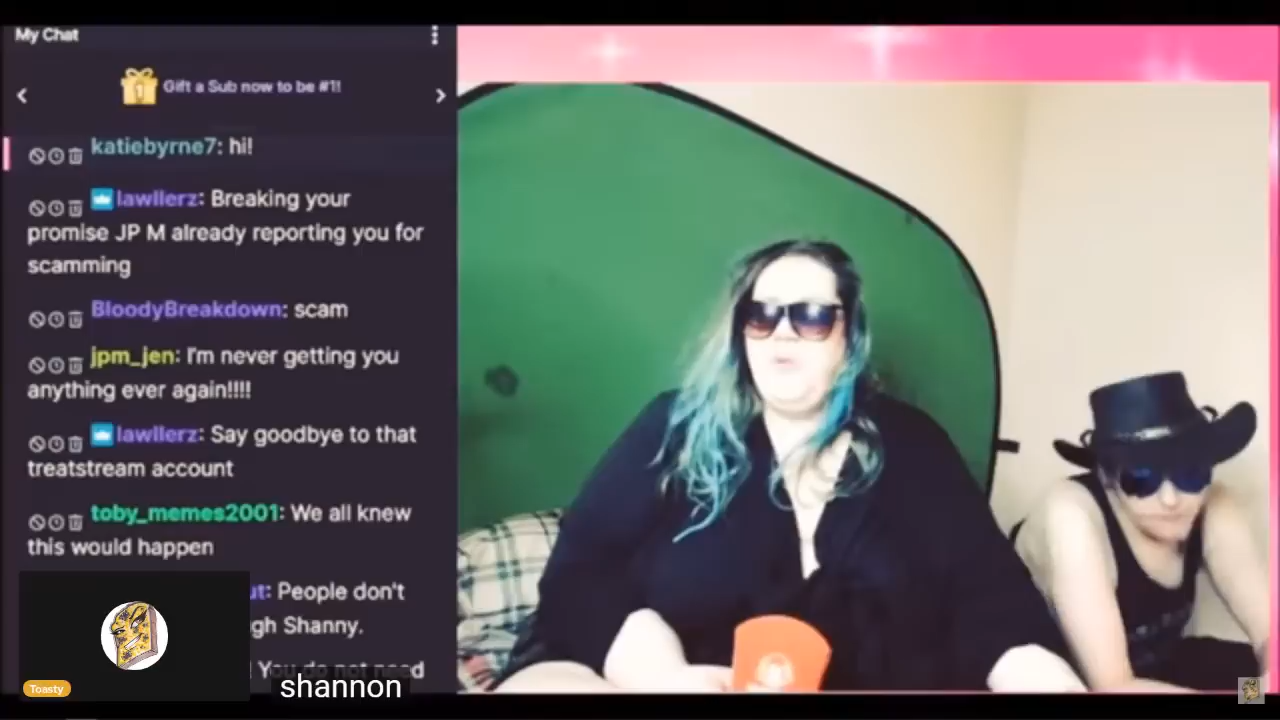 My Chat
Gift a Sub now to be #1!
katiebyrne7: hi!
lawllerz: Breaking your
promise JP M already reporting you for
scamming
BloodyBreakdown: scam
jpm_jen: I'm never getting you
anything ever again!!!!
lawllerz: Say goodbye to that
treatstream account
toby_memes2001: We all knew
this would happen
ut: People don't
gh Shanny.
You do not need
Toasty
shannon